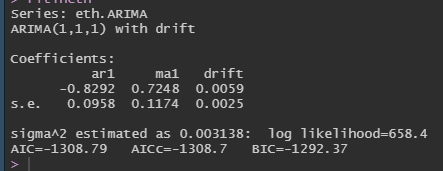 Series: eth.ARIMA
ARIMA(1,1,1) with drift
Coefficients:
ar1 ma1 drift
-0.8292 0.7248 0.0059
s.e. 0.0958 0.1174 0.0025
sigma^2 estimated as 0.003138: log likelihood=658.4
AIC=-1308.79 AICc=-1308.7 BIC=-1292.37
>